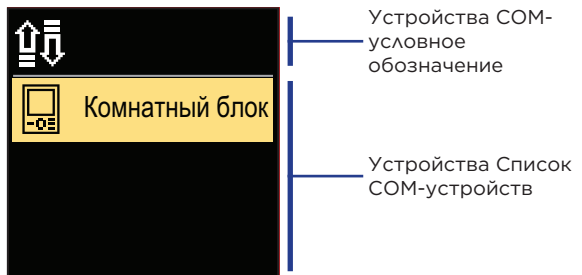 Устройства COM-
условное
обозначение
Комнатный блок
Устройства Список
COM-устройств